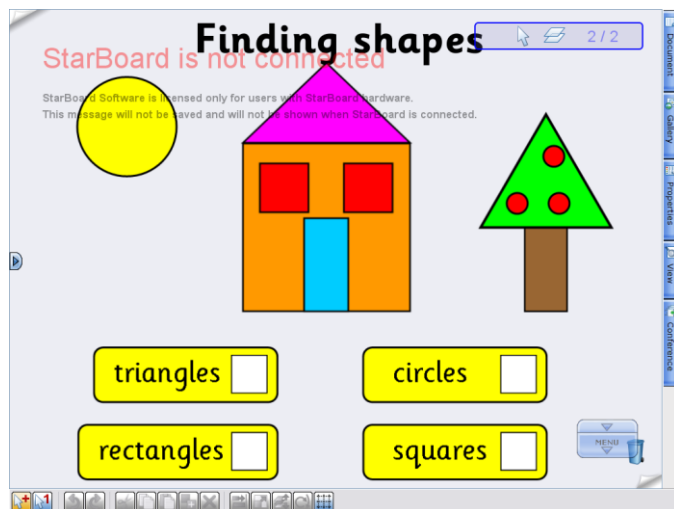 Finding shapes
2 / 2
StarBoard is not connected
StarBoard Software is licensed only for users with StarBoard hardware.
This message will not be saved and will not be shown when StarBoard is connected.
triangles
circles
rectangles
squares
MENU
Document
Gallery
Properties
View
Conference
1